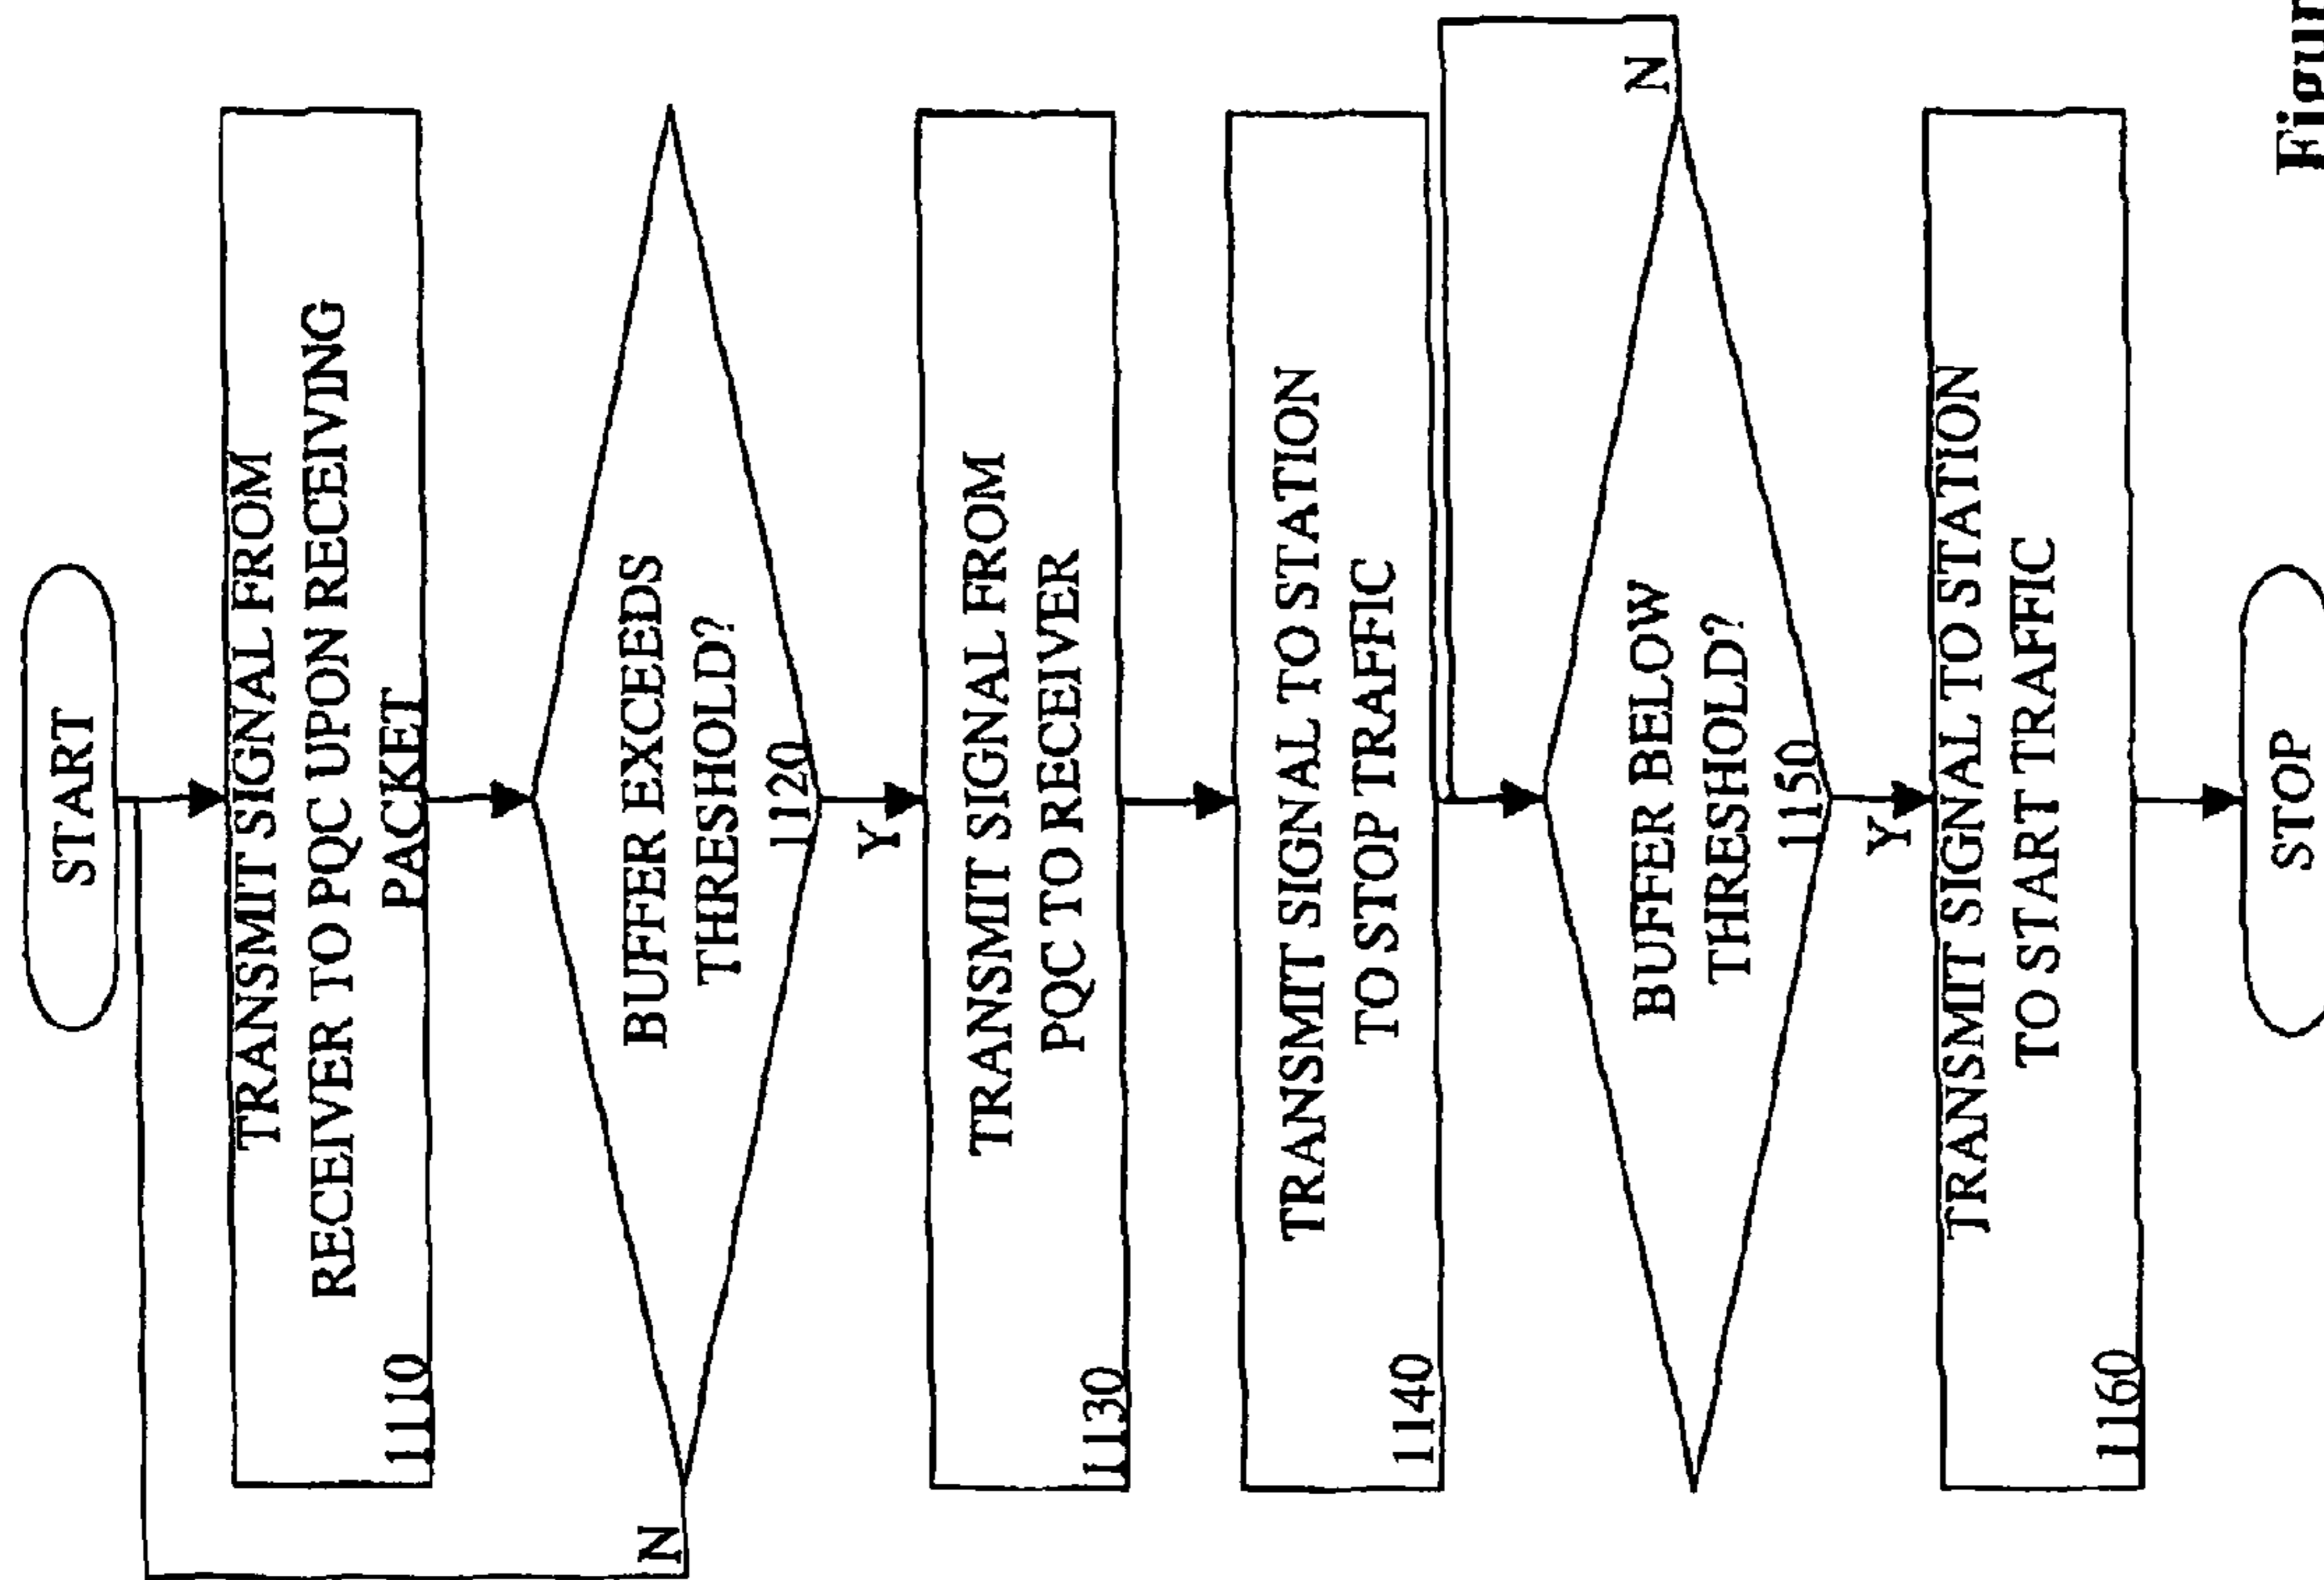 START
TRANSMIT SIGNAL FROM
RECEIVER TO PQC UPON RECEIVING
PACKET
1110
BUFFER EXCEEDS
THRESHOLD?
1120
N
Y
TRANSMIT SIGNAL FROM
PQC TO RECEIVER
1130
TRANSMIT SIGNAL TO STATION
TO STOP TRAFFIC
1140
BUFFER BELOW
THRESHOLD?
1150
N
Y
TRANSMIT SIGNAL TO STATION
TO START TRAFFIC
1160
STOP